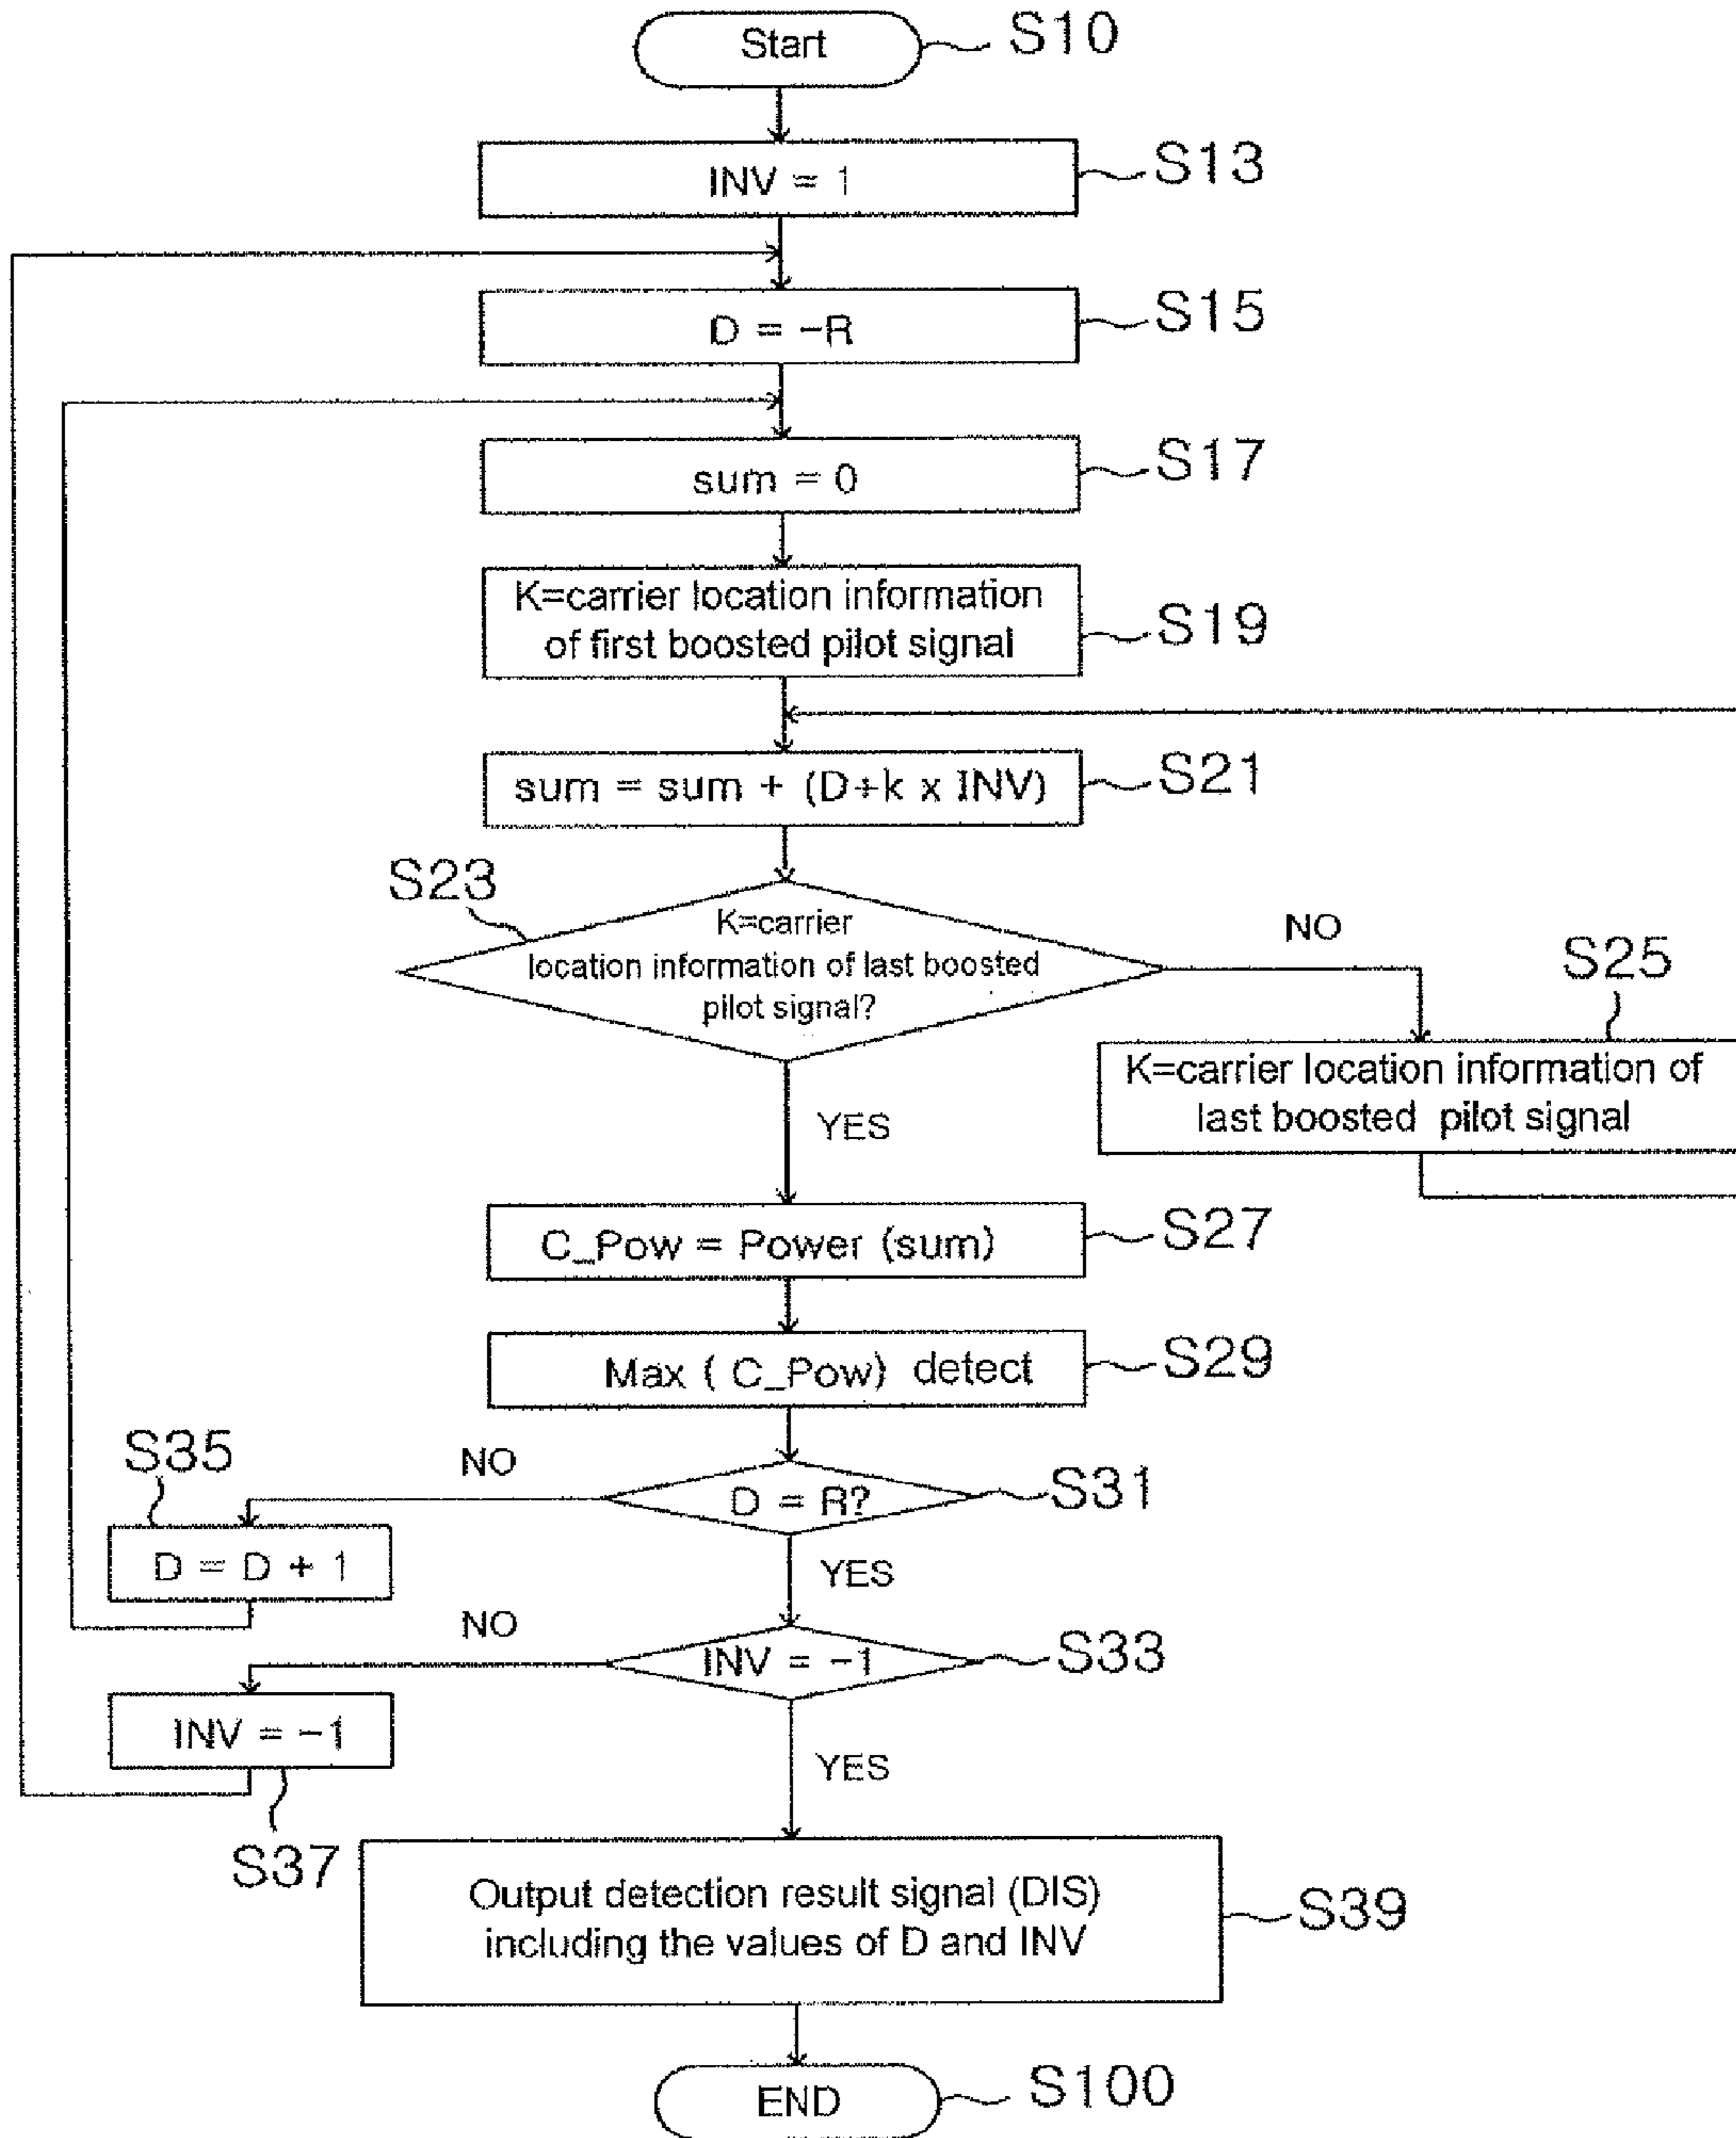 Start
S10
INV = 1
S13
D = -R
S15
sum = 0
S17
K=carrier location information
of first boosted pilot signal
S19
sum = sum + (D+k x INV)
S21
S23
K=carrier
location information of last boosted
pilot signal?
NO
S25
K=carrier location information of
last boosted pilot signal
YES
C_Pow = Power (sum)
S27
Max ( C_Pow) detect
S29
S35
NO
D = R?
S31
D = D + 1
YES
NO
INV = -1
S33
INV = -1
YES
S37
Output detection result signal (DIS)
including the values of D and INV
S39
END
S100